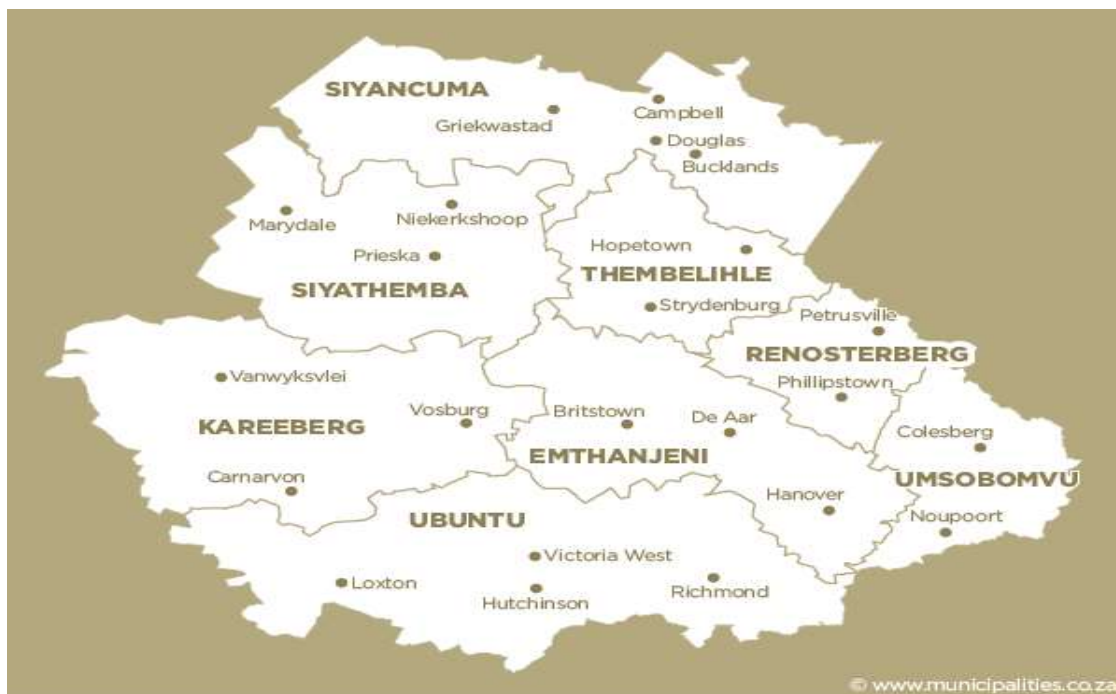 SIYANCUMA
Griekwastad
Campbell
Douglas
Bucklands
Marydale
Niekerkshoop
Prieska
SIYATHEMBA
Hopetown
THEMBELIHLE
Strydenburg
Petrusville
RENOSTERBERG
Phillipstown
Vanwyksvlei
Vosburg
KAREEBERG
Carnarvon
Britstown
De Aar
EMTHANJENI
Hanover
Colesberg
UMSOBOMVU
Noupoort
UBUNTU
Victoria West
Loxton
Hutchinson
Richmond
© www.municipalities.co.za